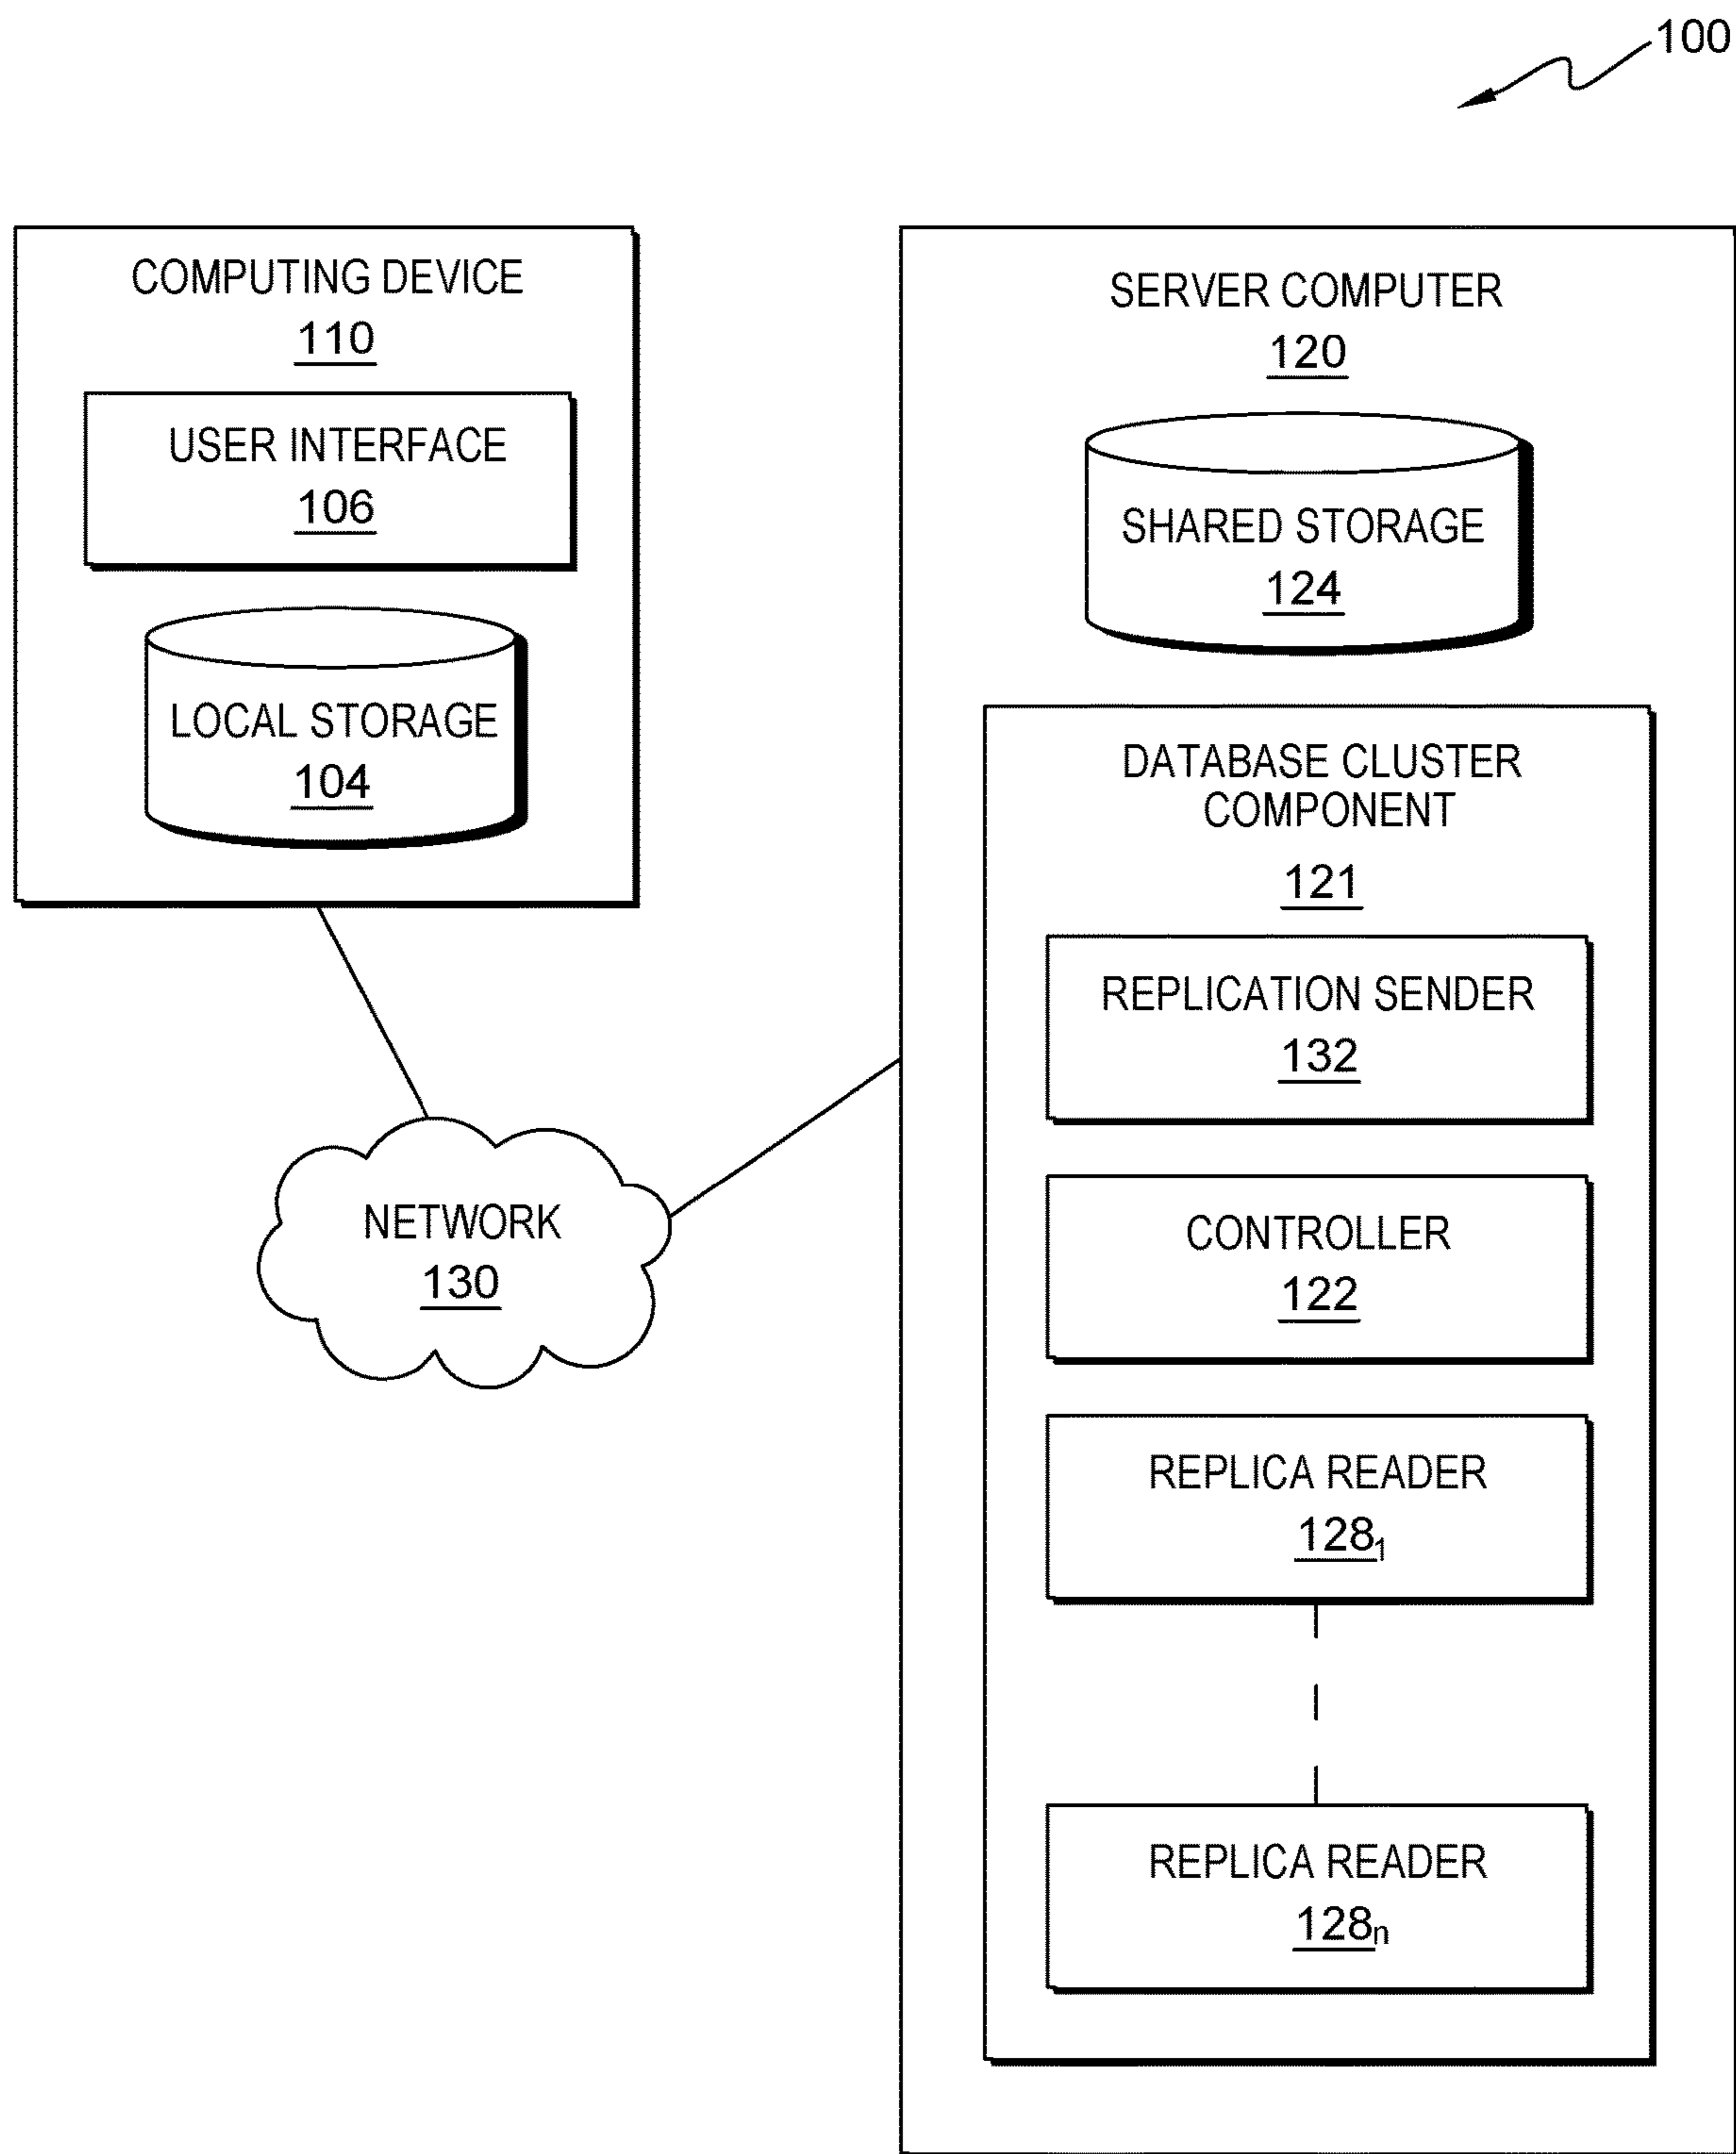 100
COMPUTING DEVICE
110
USER INTERFACE
106
LOCAL STORAGE
104
NETWORK
130
SERVER COMPUTER
120
SHARED STORAGE
124
DATABASE CLUSTER
COMPONENT
121
REPLICATION SENDER
132
CONTROLLER
122
REPLICA READER
128₁
REPLICA READER
128ₙ